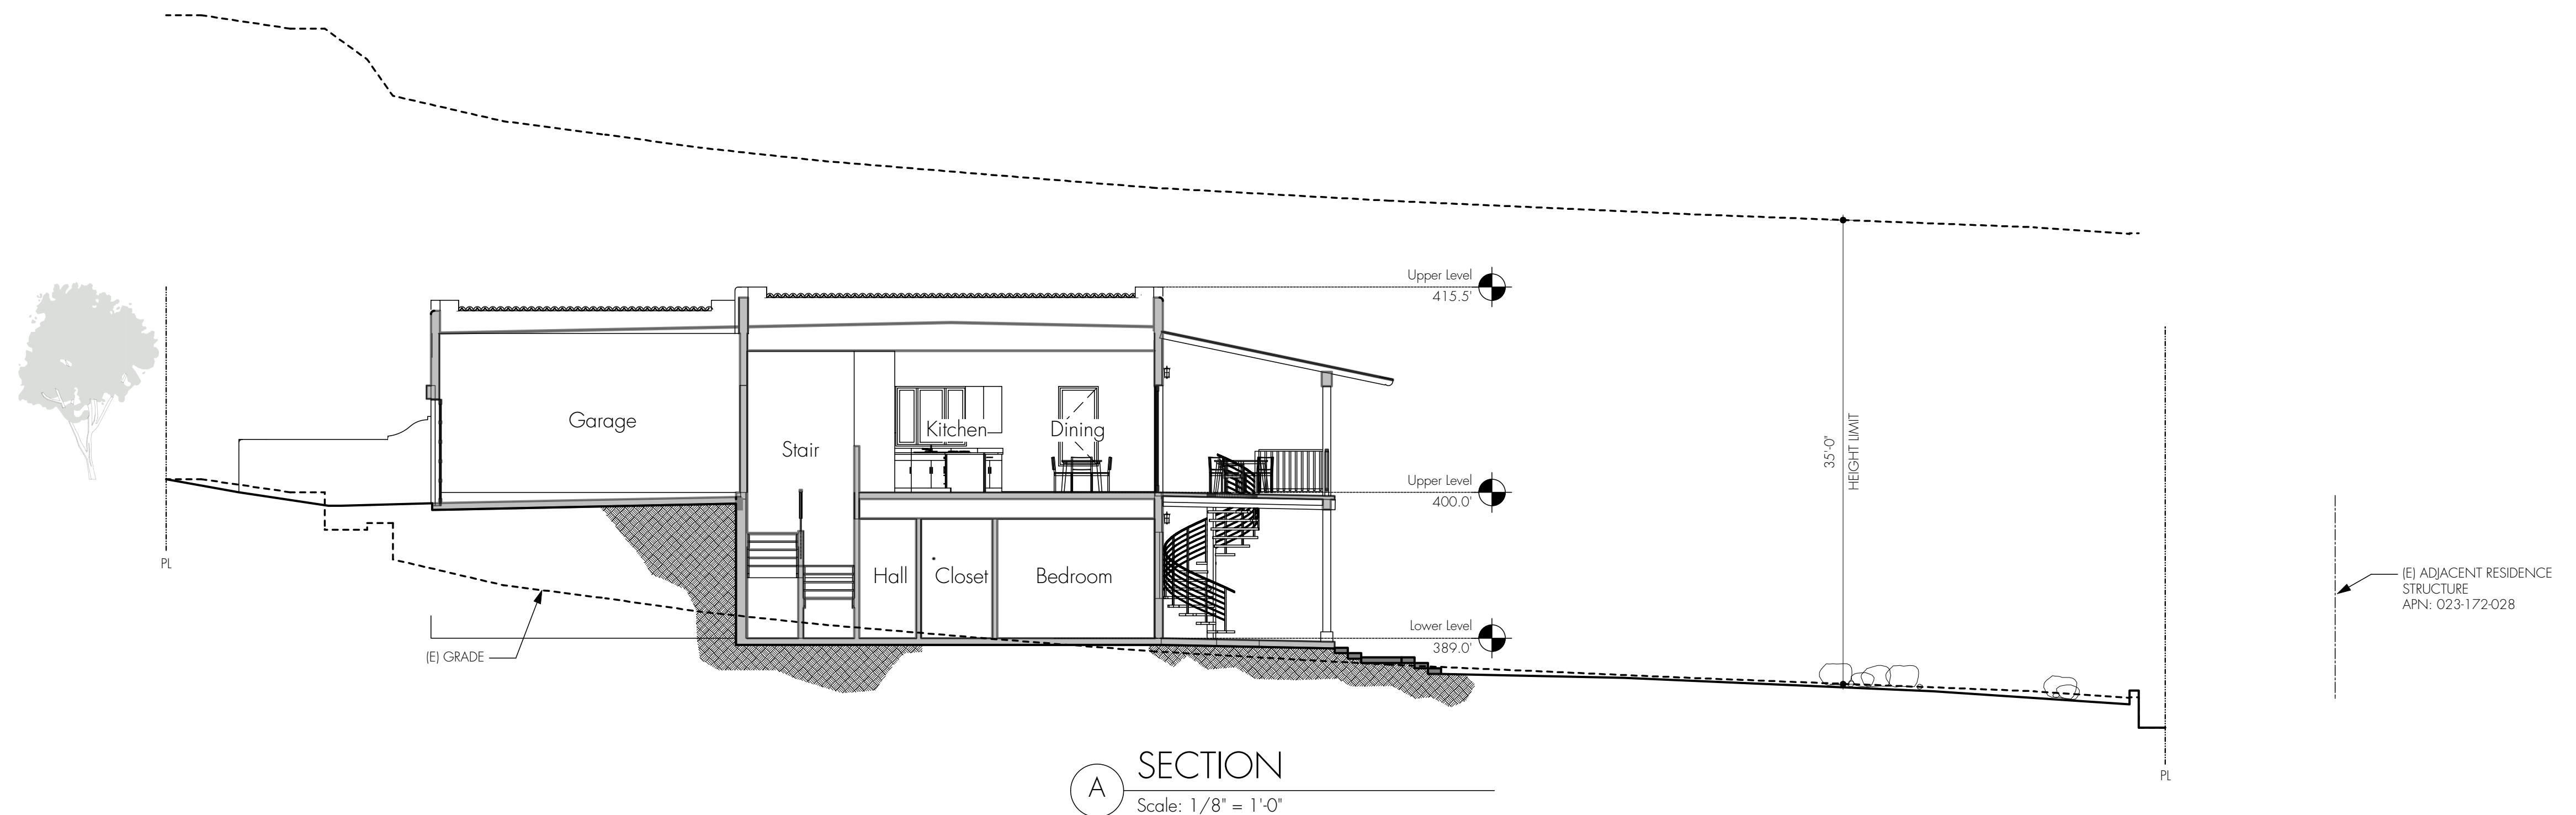 Upper Level
415.5'
Garage
Stair
Kitchen
Dining
35'-0"
HEIGHT LIMIT
Upper Level
400.0'
PL
Hall
Closet
Bedroom
(E) ADJACENT RESIDENCE
STRUCTURE
APN: 023-172-028
Lower Level
389.0'
(E) GRADE
PL
A
SECTION
Scale: 1/8" = 1'-0"